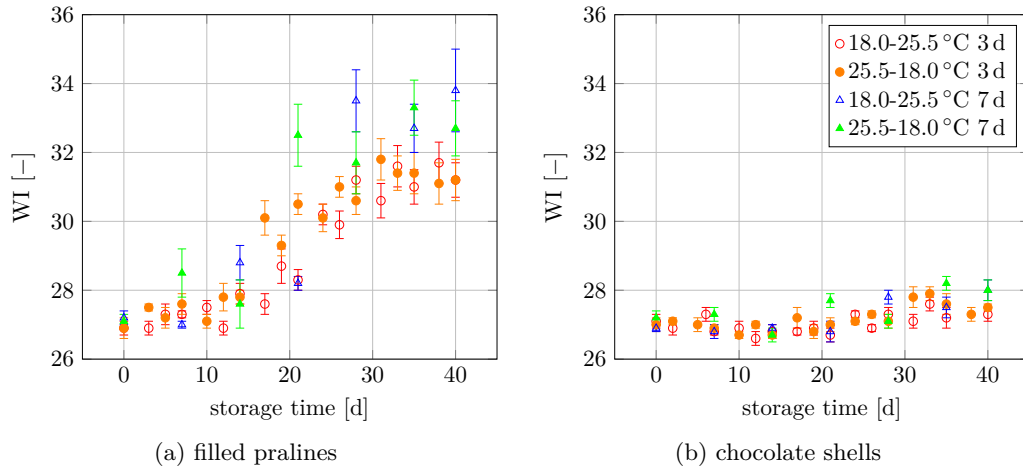 36
34
32
30
28
26
WI [−]
0
10
20
30
40
storage time [d]
(a) filled pralines
36
34
32
30
28
26
WI [−]
18.0-25.5 °C 3 d
25.5-18.0 °C 3 d
18.0-25.5 °C 7 d
25.5-18.0 °C 7 d
0
10
20
30
40
storage time [d]
(b) chocolate shells